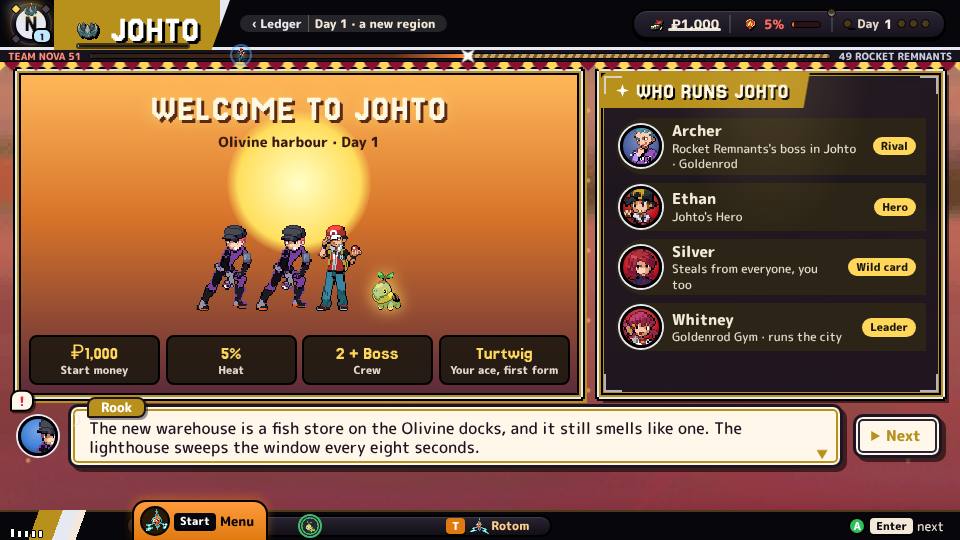 N
1
JOHTO
‹ Ledger | Day 1 · a new region
₽1,000
5%
Day 1
TEAM NOVA 51
49 ROCKET REMNANTS
WELCOME TO JOHTO
Olivine harbour · Day 1
₽1,000
Start money
5%
Heat
2 + Boss
Crew
Turtwig
Your ace, first form
WHO RUNS JOHTO
Archer
Rocket Remnants's boss in Johto
· Goldenrod
Rival
Ethan
Johto's Hero
Hero
Silver
Steals from everyone, you
too
Wild card
Whitney
Goldenrod Gym · runs the city
Leader
!
Rook
The new warehouse is a fish store on the Olivine docks, and it still smells like one. The
lighthouse sweeps the window every eight seconds.
Next
Start Menu
T Rotom
A Enter next